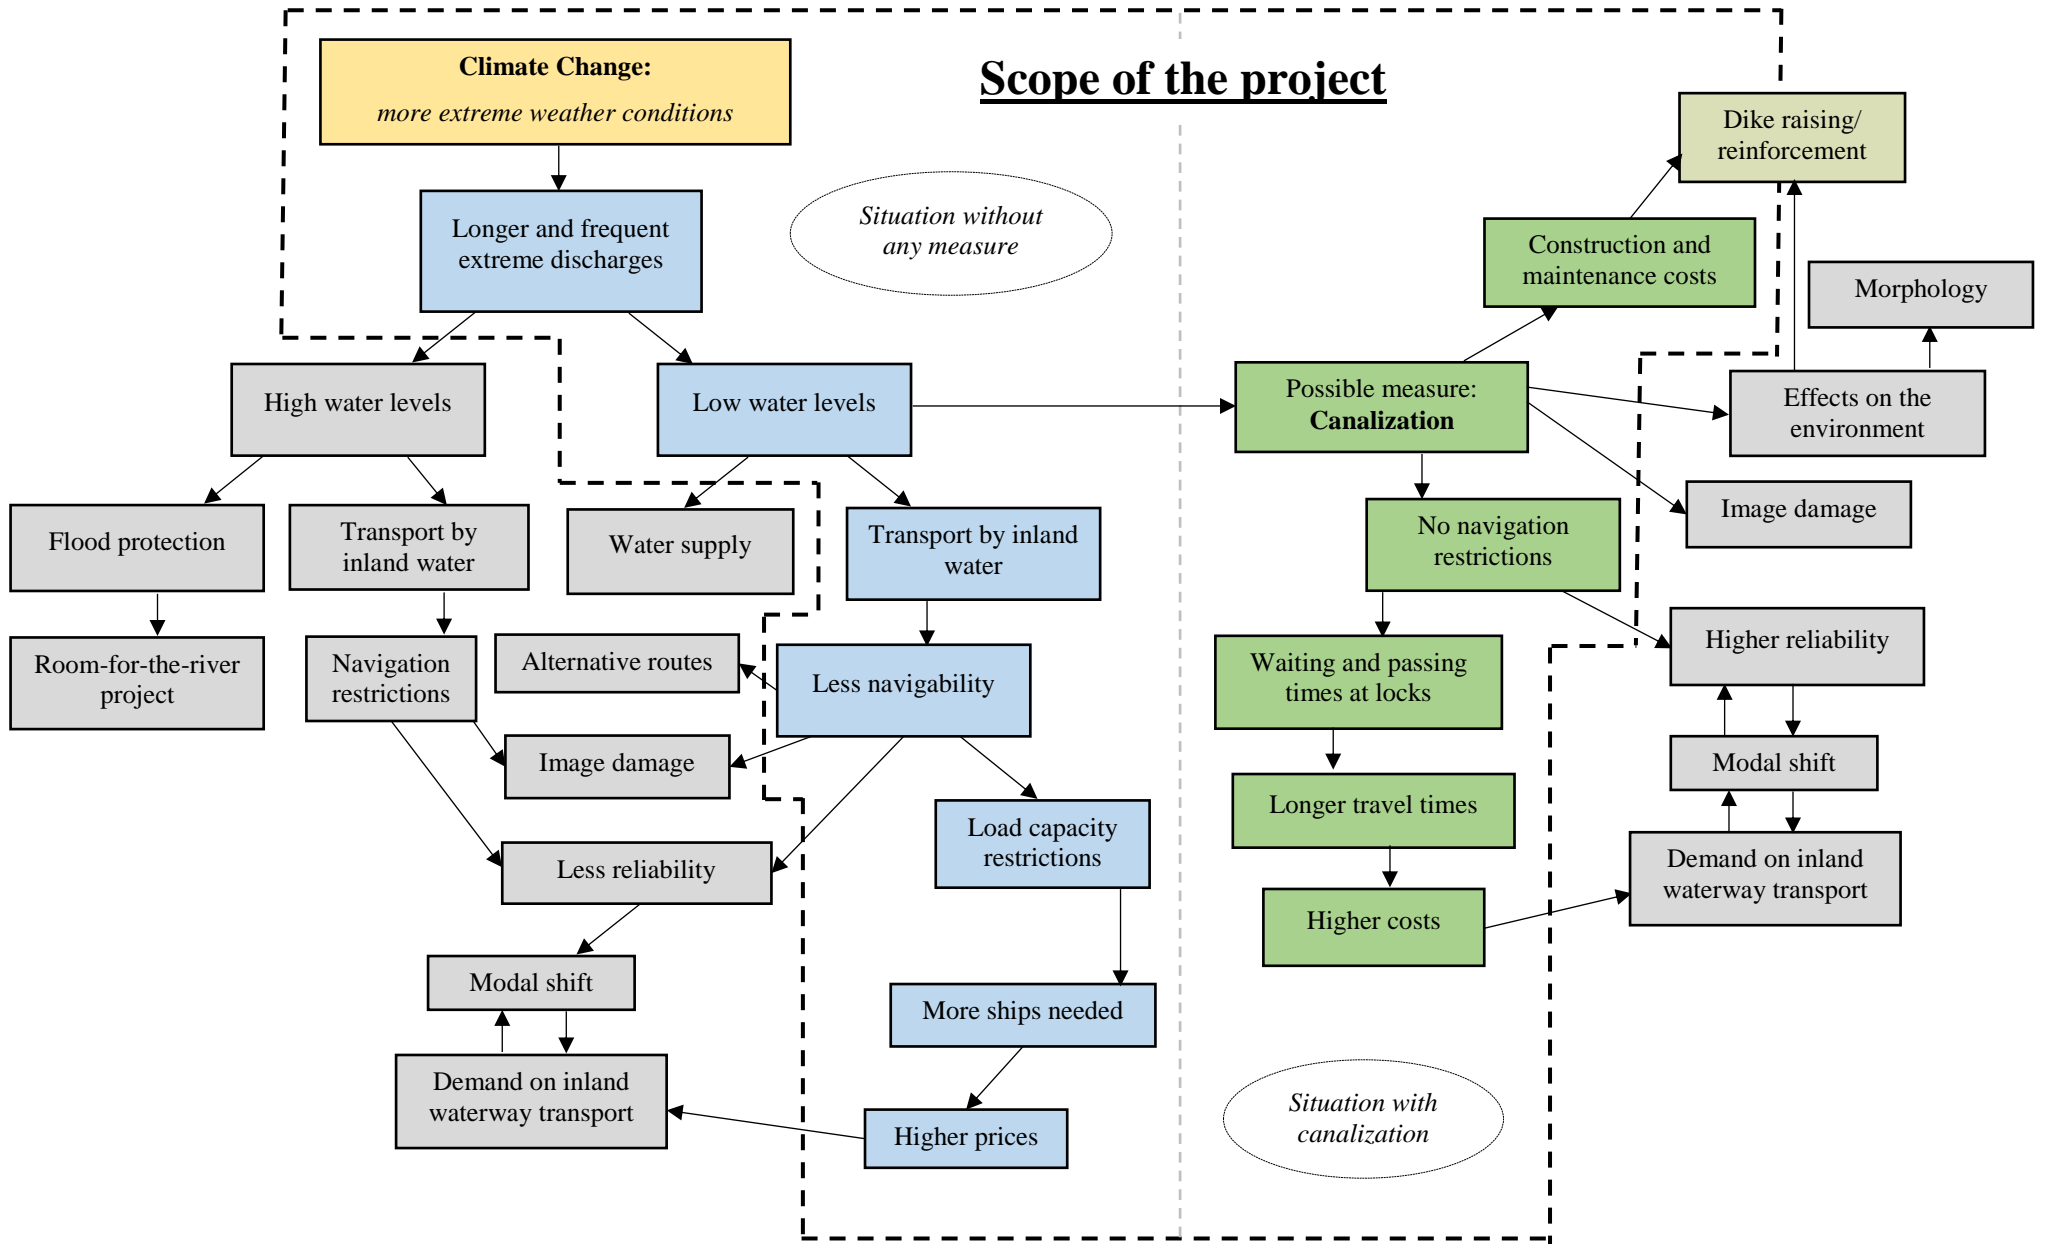 Scope of the project
Climate Change:
more extreme weather conditions
Longer and frequent
extreme discharges
Situation without
any measure
High water levels
Low water levels
Flood protection
Transport by
inland water
Water supply
Transport by inland
water
Room-for-the-river
project
Navigation
restrictions
Alternative routes
Less navigability
Image damage
Less reliability
Load capacity
restrictions
Modal shift
More ships needed
Demand on inland
waterway transport
Higher prices
Dike raising/
reinforcement
Construction and
maintenance costs
Morphology
Possible measure:
Canalization
Effects on the
environment
Image damage
No navigation
restrictions
Waiting and passing
times at locks
Higher reliability
Longer travel times
Modal shift
Higher costs
Demand on inland
waterway transport
Situation with
canalization